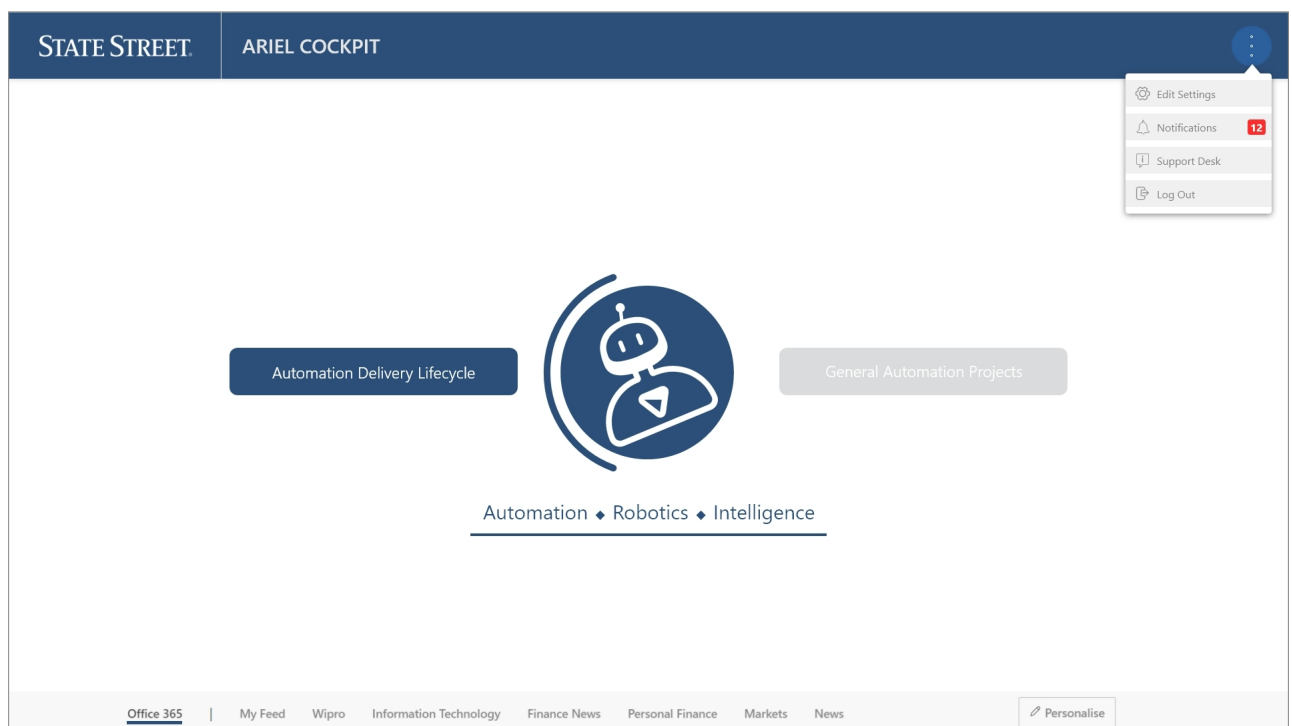 STATE STREET. ARIEL COCKPIT
Edit Settings
Notifications 12
Support Desk
Log Out
Automation Delivery Lifecycle
General Automation Projects
Automation ◆ Robotics ◆ Intelligence
Office 365 | My Feed Wipro Information Technology Finance News Personal Finance Markets News Personalise